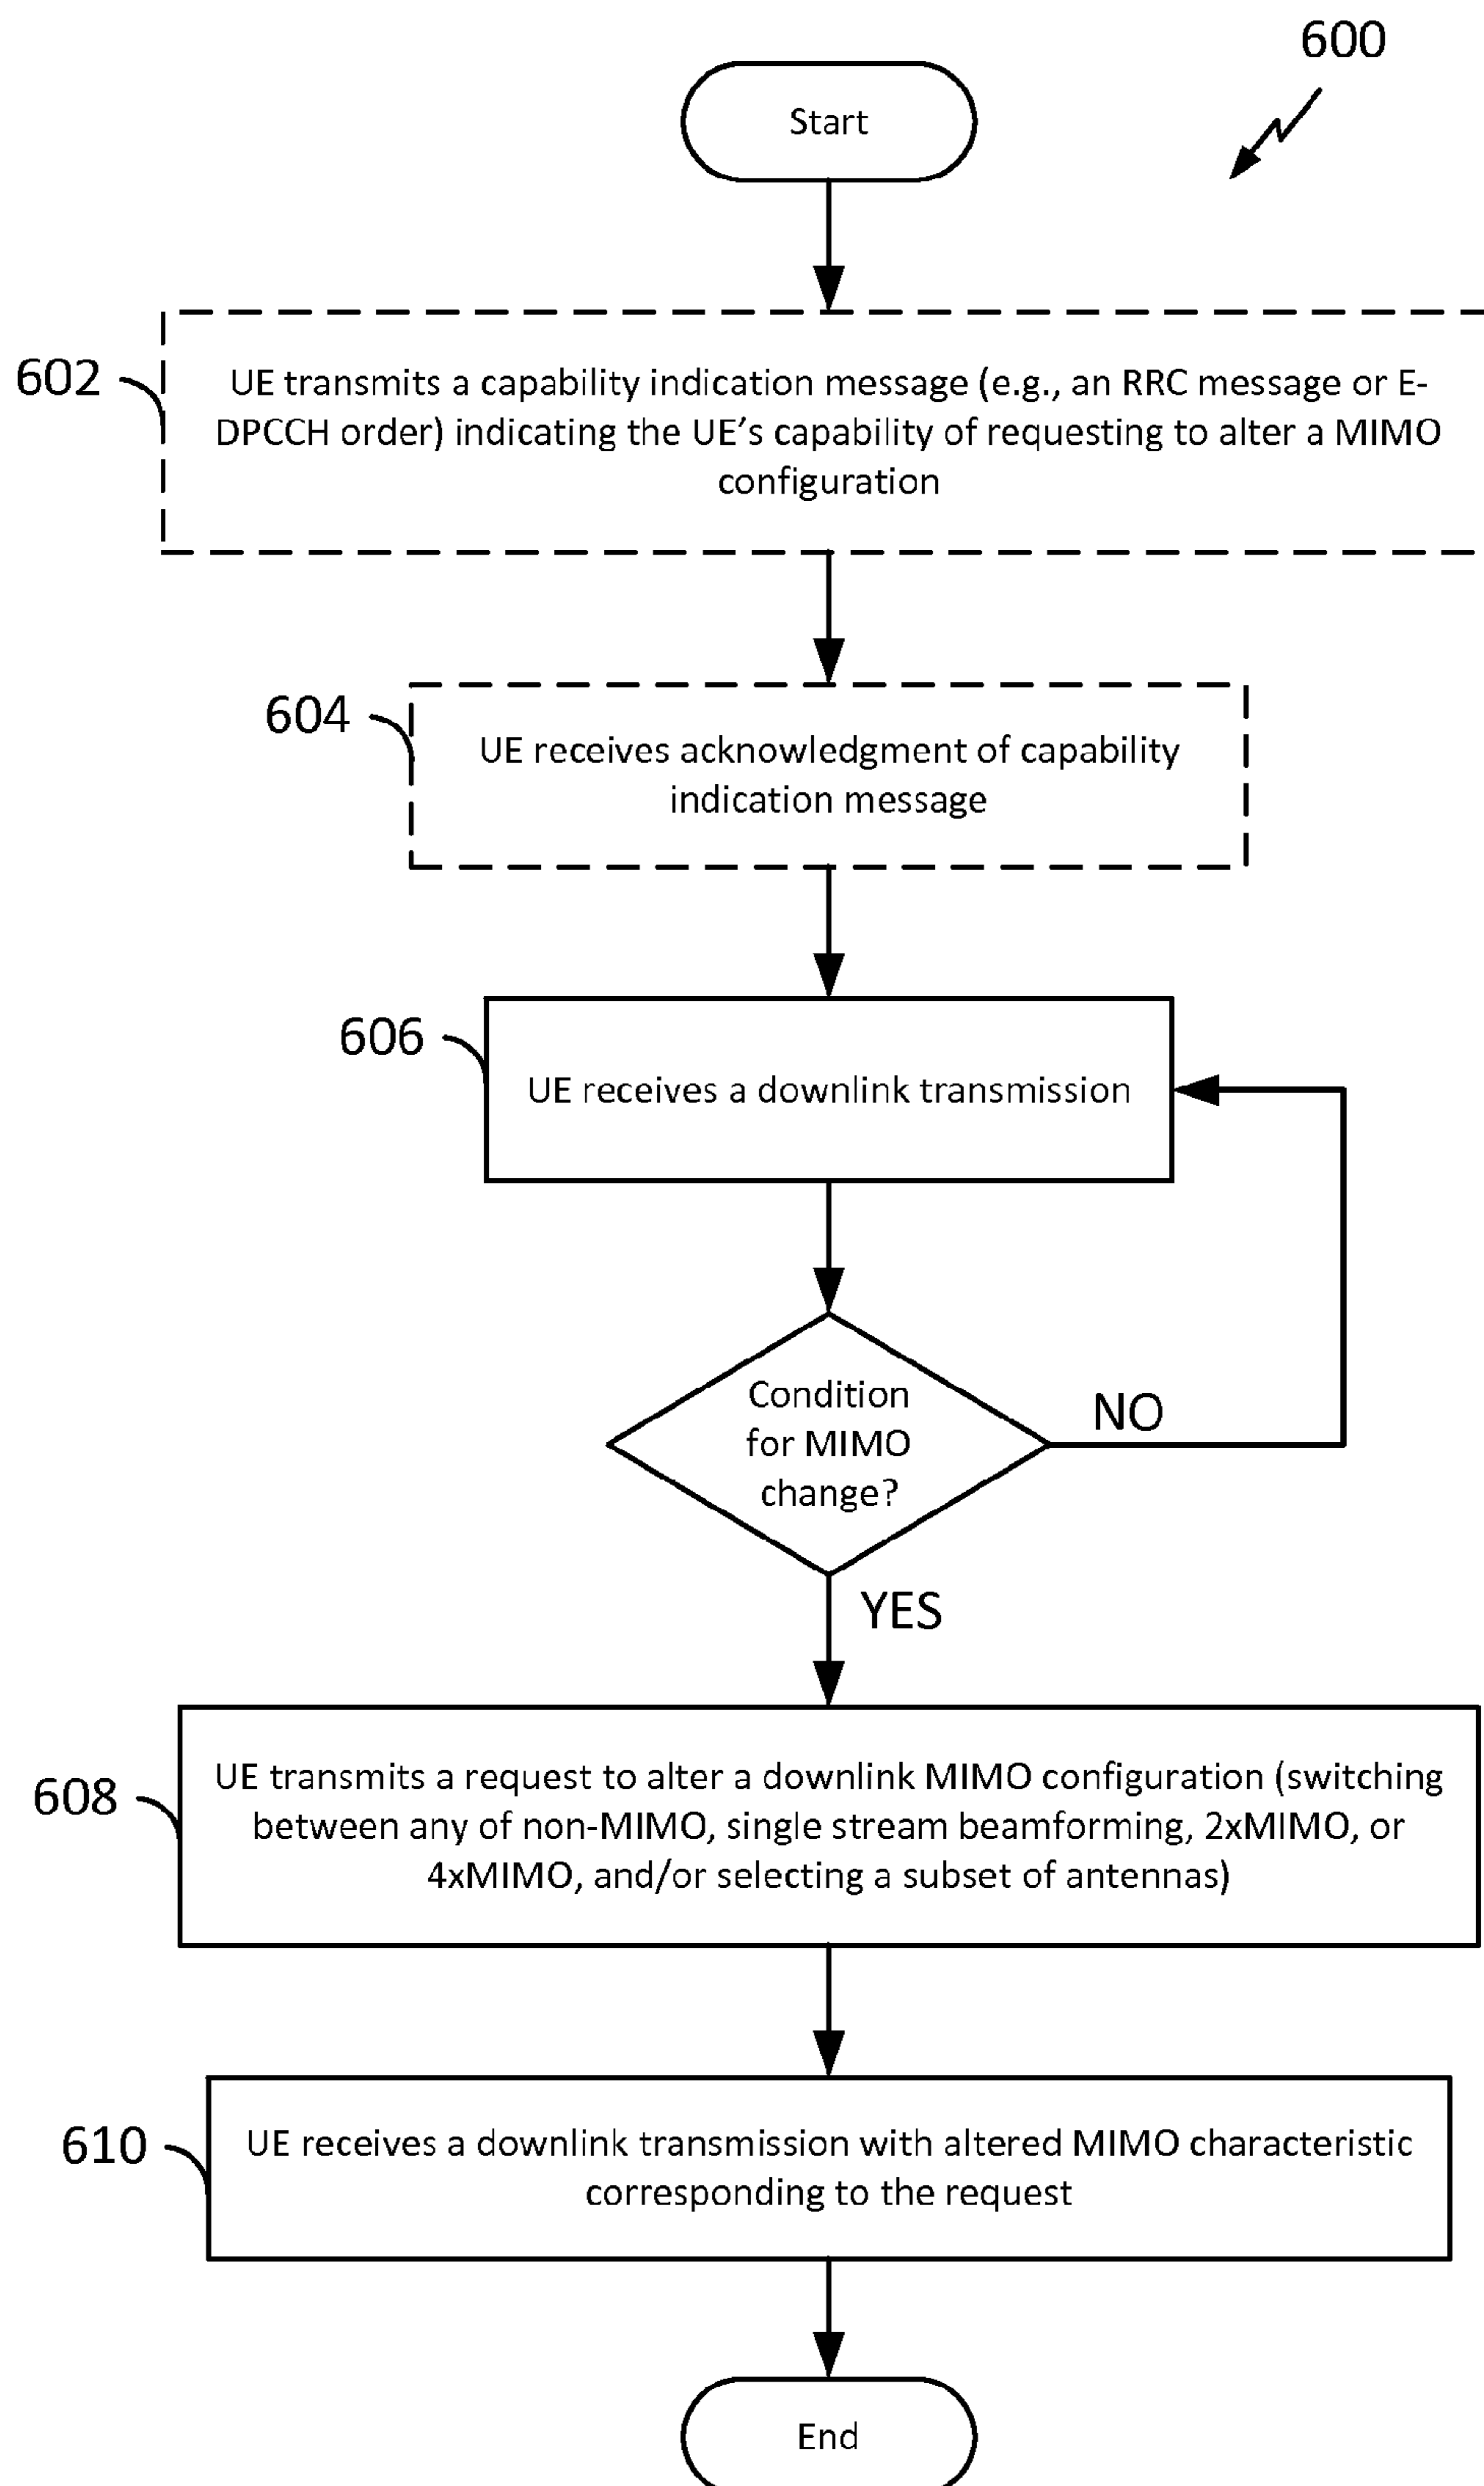 600
Start
602
UE transmits a capability indication message (e.g., an RRC message or E-
DPCCH order) indicating the UE's capability of requesting to alter a MIMO
configuration
604
UE receives acknowledgment of capability
indication message
606
UE receives a downlink transmission
Condition
for MIMO
change?
NO
YES
608
UE transmits a request to alter a downlink MIMO configuration (switching
between any of non-MIMO, single stream beamforming, 2xMIMO, or
4xMIMO, and/or selecting a subset of antennas)
610
UE receives a downlink transmission with altered MIMO characteristic
corresponding to the request
End